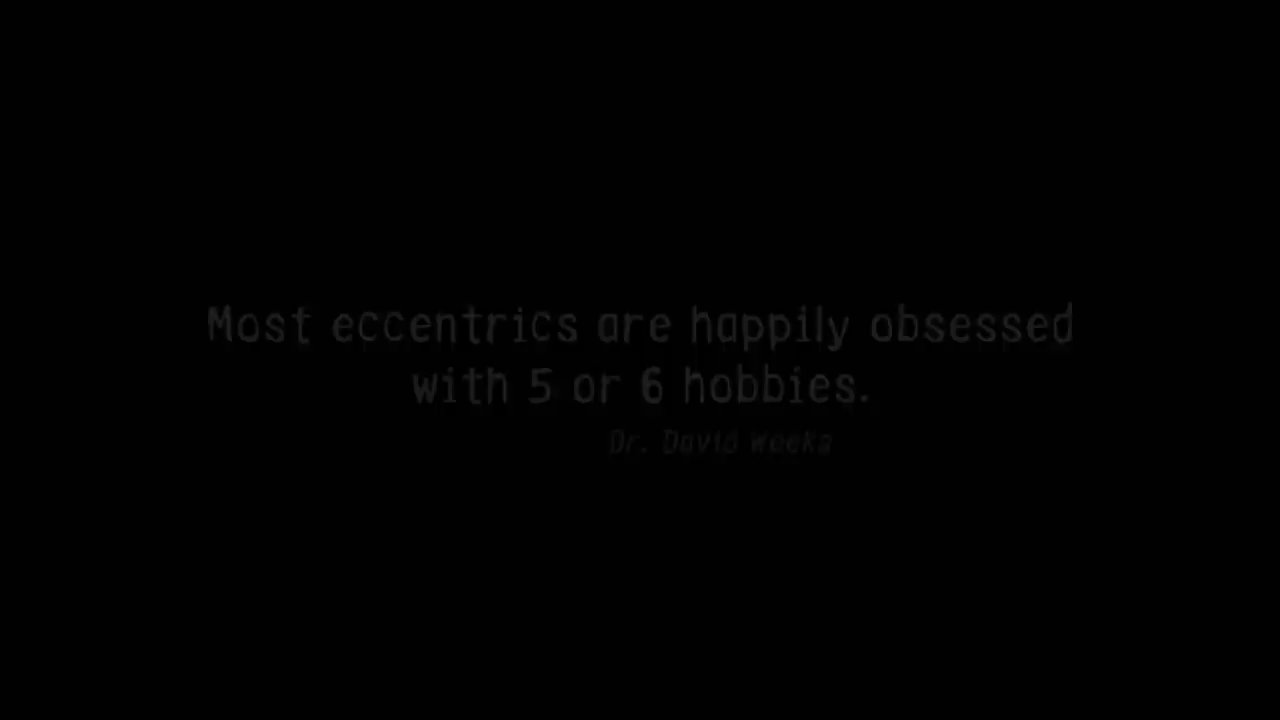 Most eccentrics are happily obsessed
with 5 or 6 hobbies.
Dr. David Weeks